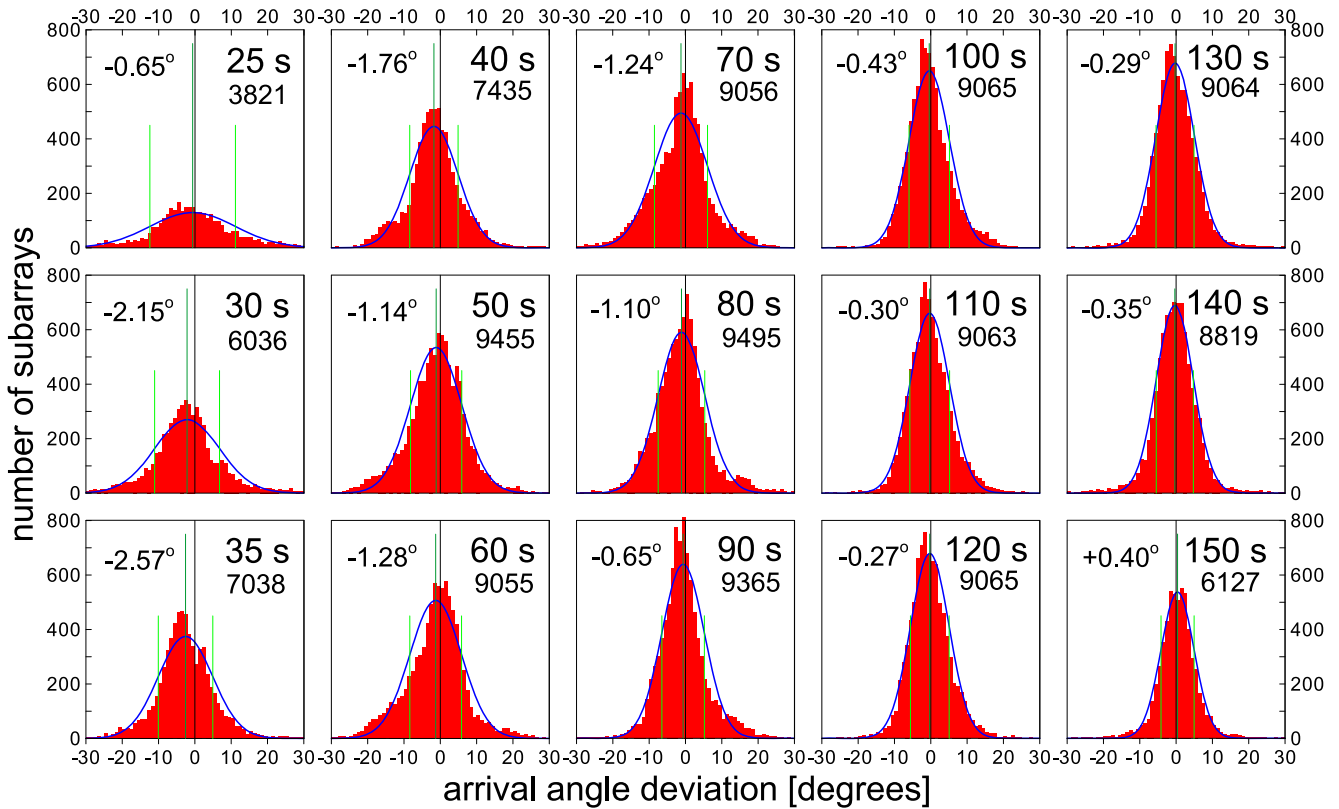 -30 -20 -10 0 10 20 30 -30 -20 -10 0 10 20 30 -30 -20 -10 0 10 20 30 -30 -20 -10 0 10 20 30 -30 -20 -10 0 10 20 30
800 600 400 200 0
-0.65° 25 s
3821
-1.76° 40 s
7435
-1.24° 70 s
9056
-0.43° 100 s
9065
-0.29° 130 s
9064
800 600 400 200 0
number of subarrays
800 600 400 200 0
-2.15° 30 s
6036
-1.14° 50 s
9455
-1.10° 80 s
9495
-0.30° 110 s
9063
-0.35° 140 s
8819
800 600 400 200 0
800 600 400 200 0
-2.57° 35 s
7038
-1.28° 60 s
9055
-0.65° 90 s
9365
-0.27° 120 s
9065
+0.40° 150 s
6127
800 600 400 200 0
-30 -20 -10 0 10 20 30 -30 -20 -10 0 10 20 30 -30 -20 -10 0 10 20 30 -30 -20 -10 0 10 20 30 -30 -20 -10 0 10 20 30
arrival angle deviation [degrees]